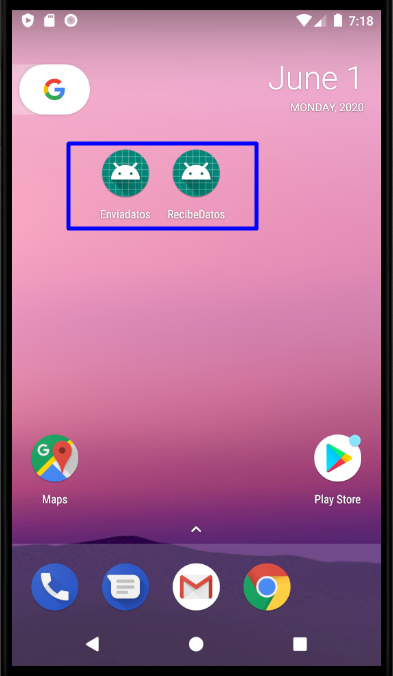 7:18
June 1
MONDAY, 2020
Enviadatos
RecibeDatos
Maps
Play Store